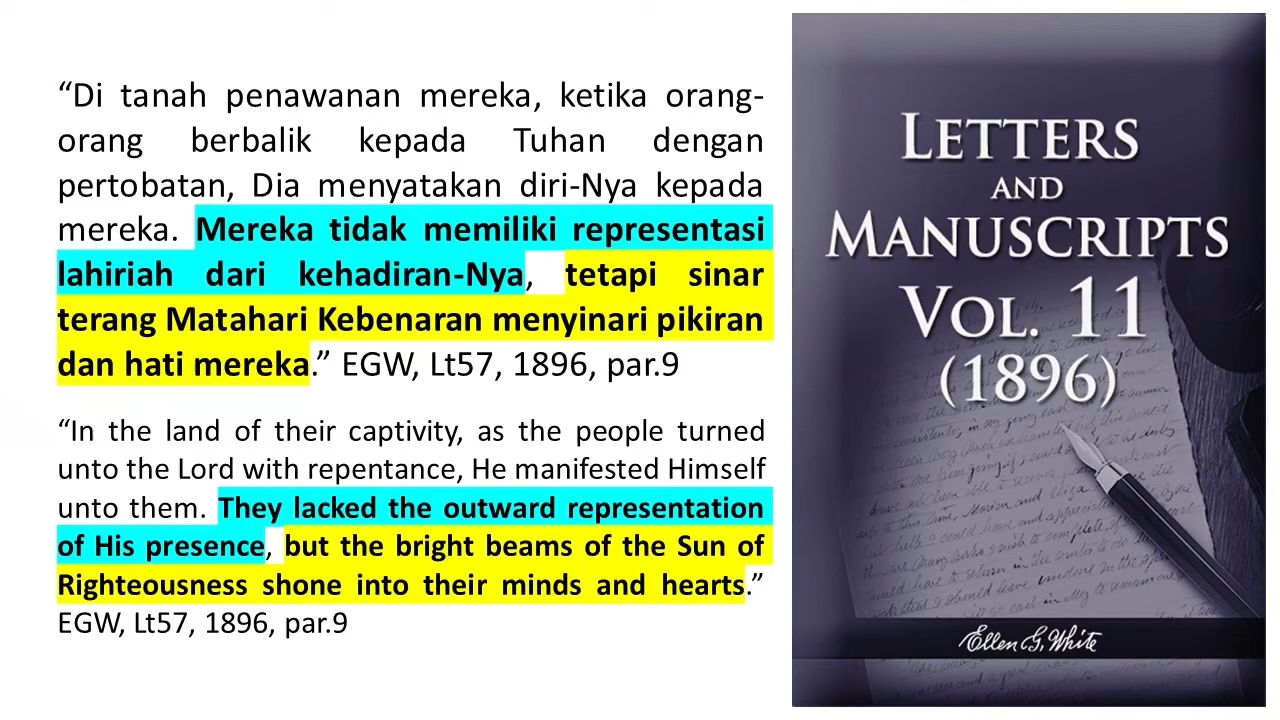 “Di tanah penawanan mereka, ketika orang-
orang berbalik kepada Tuhan dengan
pertobatan, Dia menyatakan diri-Nya kepada
mereka. Mereka tidak memiliki representasi
lahiriah dari kehadiran-Nya, tetapi sinar
terang Matahari Kebenaran menyinari pikiran
dan hati mereka.” EGW, Lt57, 1896, par.9
“In the land of their captivity, as the people turned
unto the Lord with repentance, He manifested Himself
unto them. They lacked the outward representation
of His presence, but the bright beams of the Sun of
Righteousness shone into their minds and hearts.”
EGW, Lt57, 1896, par.9
LETTERS
AND
MANUSCRIPTS
VOL. 11
(1896)
Ellen G. White